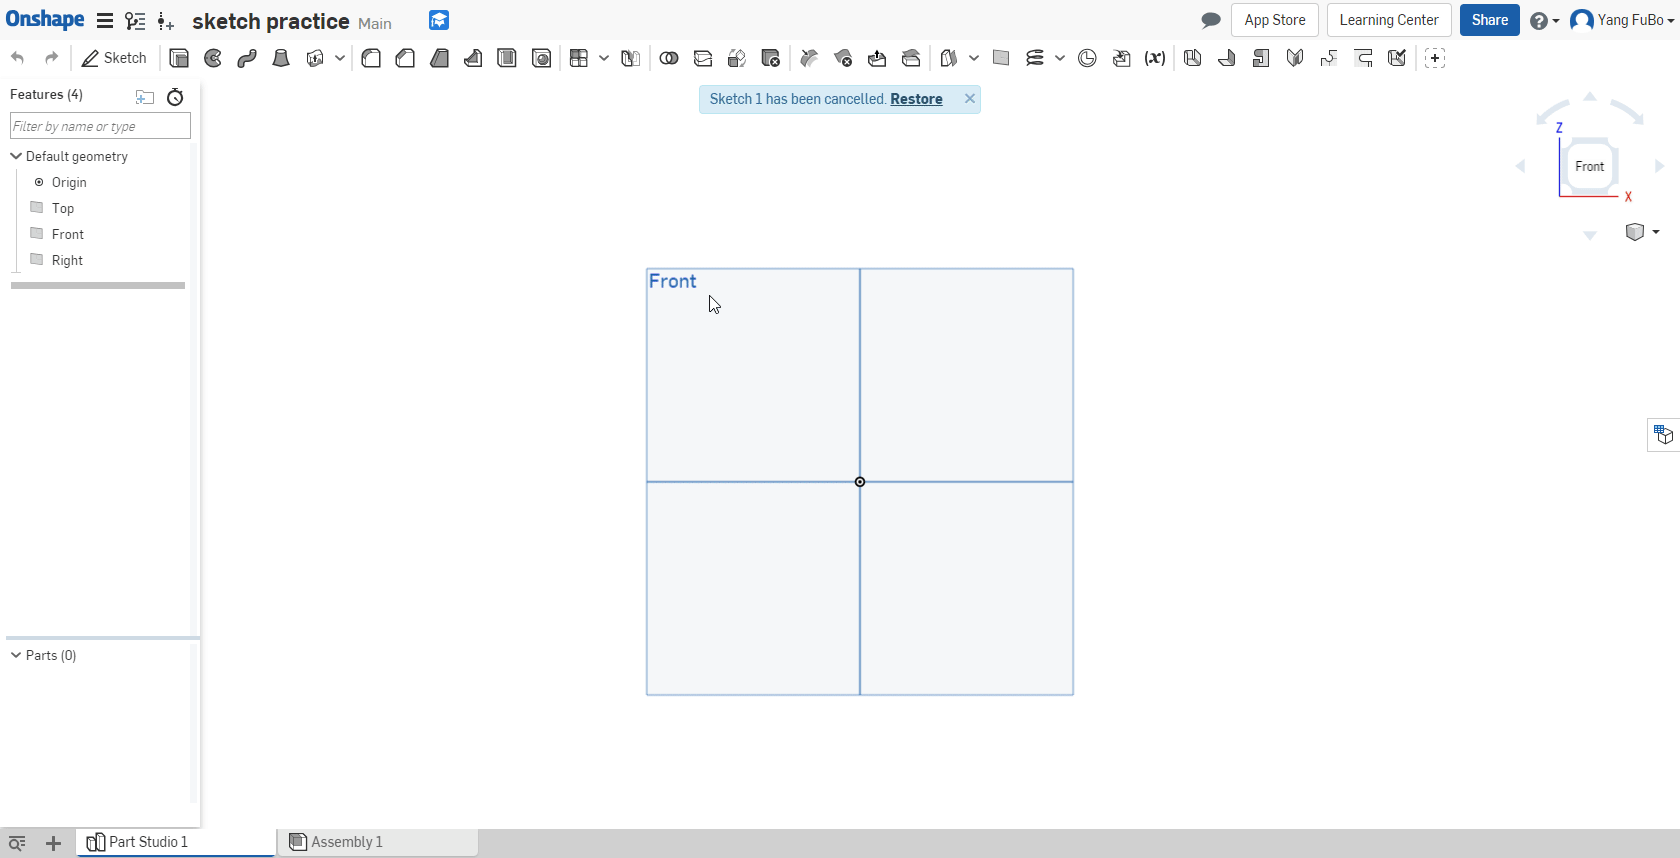 Onshape
sketch practice Main
App Store
Learning Center
Share
Yang FuBo
Sketch
(x)
Features (4)
Filter by name or type
Default geometry
Origin
Top
Front
Right
Parts (0)
Sketch 1 has been cancelled. Restore
Front
Z
Front
X
Part Studio 1
Assembly 1